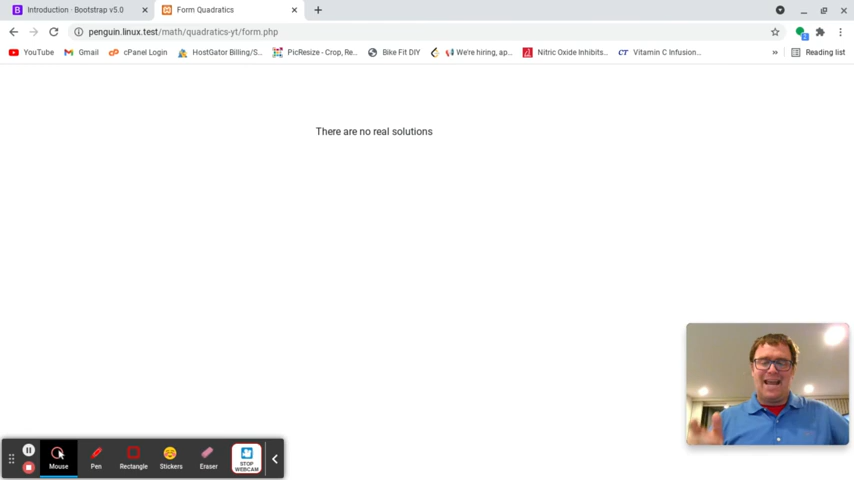 Introduction · Bootstrap v5.0
Form Quadratics
penguin.linux.test/math/quadratics-yt/form.php
YouTube
Gmail
cPanel Login
HostGator Billing/S...
PicResize - Crop, Re...
Bike Fit DIY
We're hiring, ap...
Nitric Oxide Inhibits...
CT Vitamin C Infusion...
»
Reading list
There are no real solutions
Mouse
Pen
Rectangle
Stickers
Eraser
STOP
WEBCAM